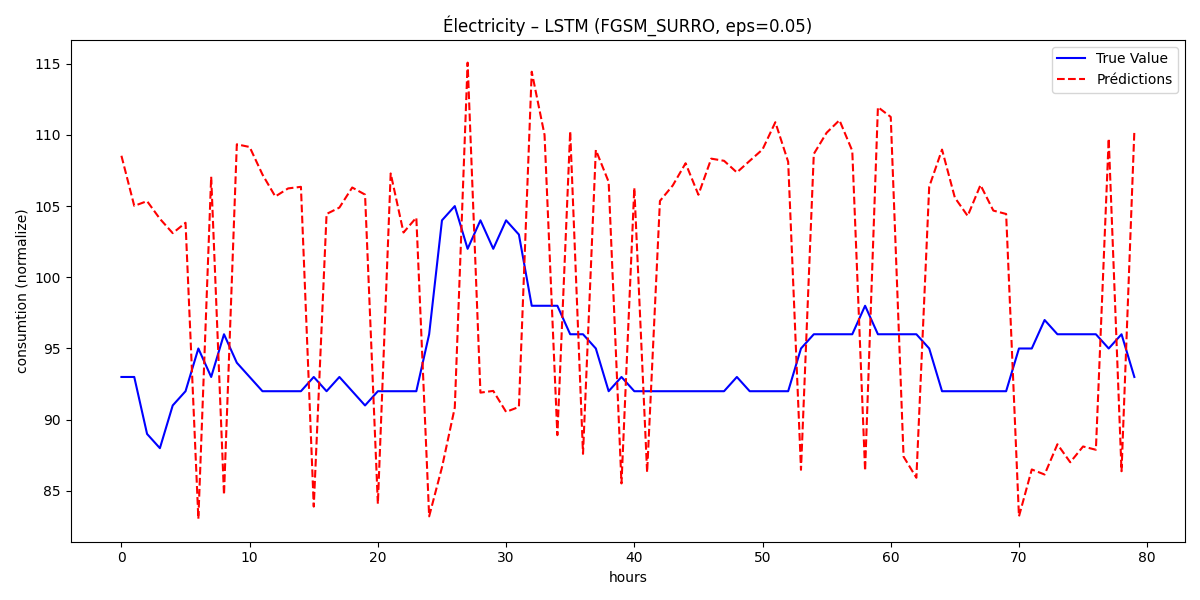 Électricity – LSTM (FGSM_SURRO, eps=0.05)
True Value
Prédictions
consumtion (normalize)
115
110
105
100
95
90
85
0 10 20 30 40 50 60 70 80
hours